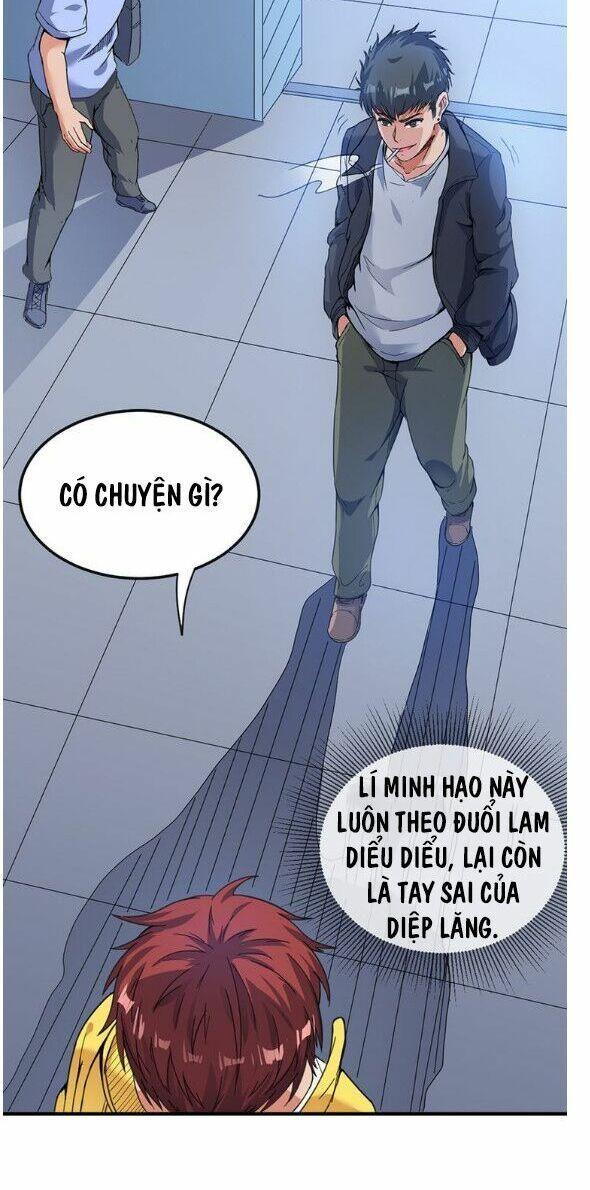 CÓ CHUYỆN GÌ?
LÍ MINH HẠO NÀY
LUÔN THEO ĐUỔI LAM
DIỂU DIỂU, LẠI CÒN
LÀ TAY SAI CỦA
DIỆP LĂNG.